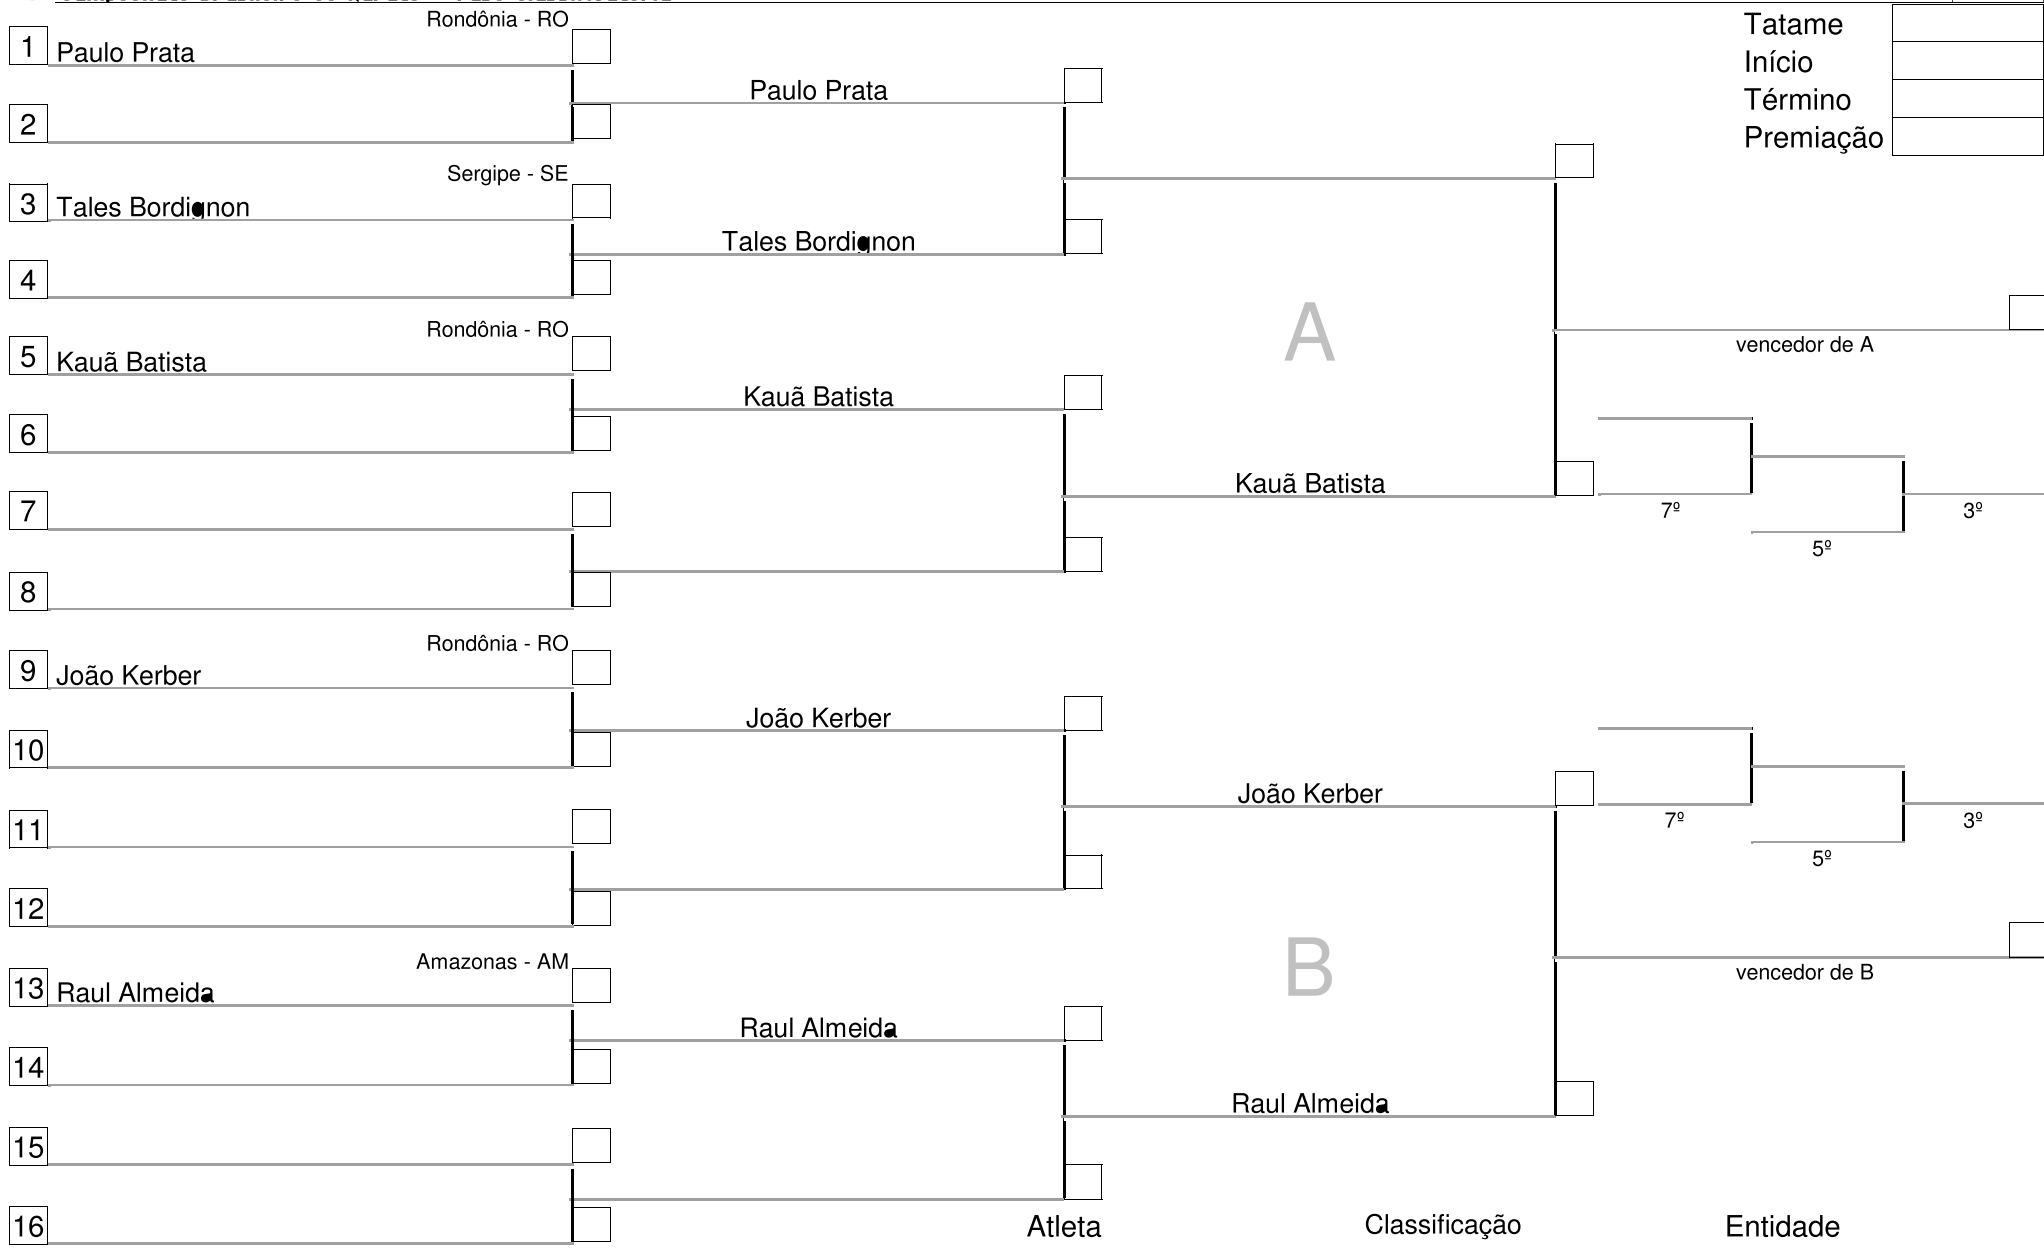 Rondônia - RO
1 Paulo Prata
Paulo Prata
2
Sergipe - SE
3 Tales Bordignon
Tales Bordignon
4
Rondônia - RO
5 Kauã Batista
Kauã Batista
6
Kauã Batista
7
8
Rondônia - RO
9 João Kerber
João Kerber
10
João Kerber
11
12
Amazonas - AM
13 Raul Almeida
Raul Almeida
14
Raul Almeida
15
16
A
B
Tatame
Início
Término
Premiação
vencedor de A
7º
3º
5º
7º
3º
5º
vencedor de B
Atleta Classificação Entidade